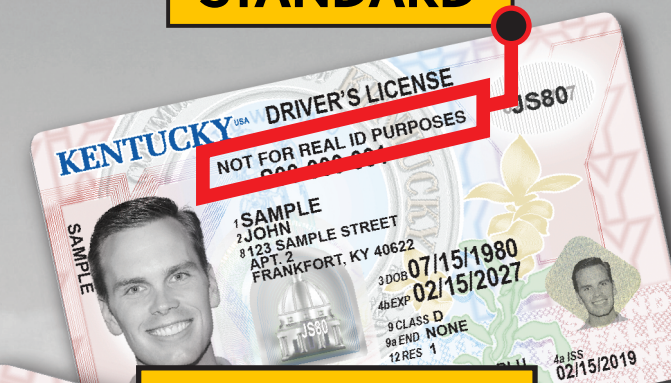 STANDARD
KENTUCKY USA DRIVER'S LICENSE
NOT FOR REAL ID PURPOSES
JS80
SAMPLE
1 SAMPLE
2 JOHN
8 123 SAMPLE STREET
APT. 2
FRANKFORT, KY 40622
3 DOB 07/15/1980
4b EXP 02/15/2027
JS80
9 CLASS D
9a END NONE
12 RES 1
4a ISS
02/15/2019